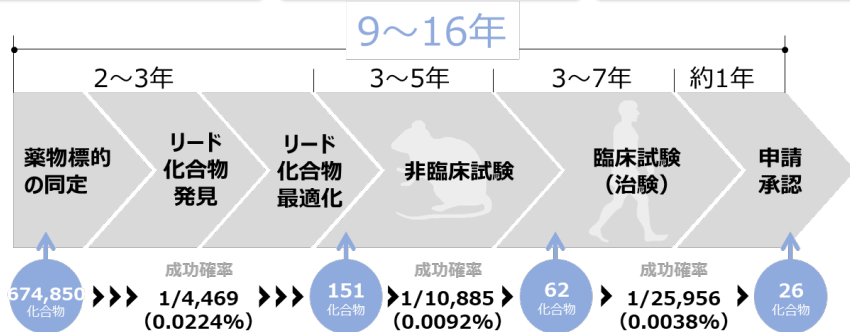 9～16年
2～3年
3～5年
3～7年
約1年
薬物標的
の同定
リード
化合物
発見
リード
化合物
最適化
非臨床試験
臨床試験
（治験）
申請
承認
674,850
化合物
成功確率
1/4,469
（0.0224%）
151
化合物
成功確率
1/10,885
（0.0092%）
62
化合物
成功確率
1/25,956
（0.0038%）
26
化合物